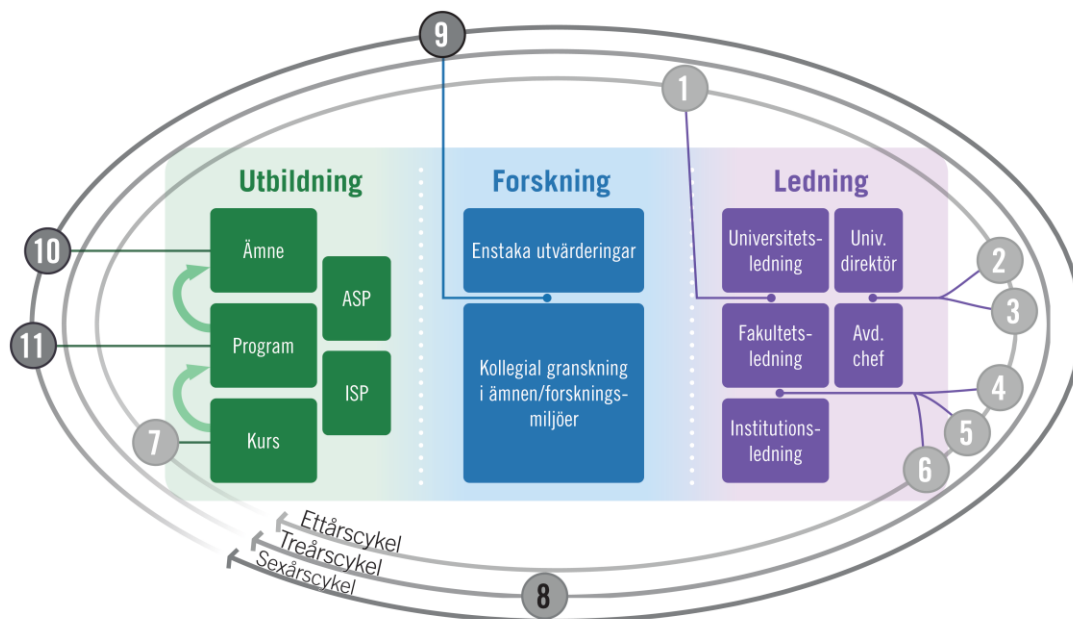 9
1
Utbildning
Forskning
Ledning
Ämne
ASP
Program
ISP
Kurs
Enstaka utvärderingar
Kollegial granskning
i ämnen/forsknings-
miljöer
Universitets-
ledning
Univ.
direktör
Fakultets-
ledning
Avd.
chef
Institutions-
ledning
10
11
7
2
3
4
5
6
Ettårscykel
Treårscykel
Sexårscykel
8